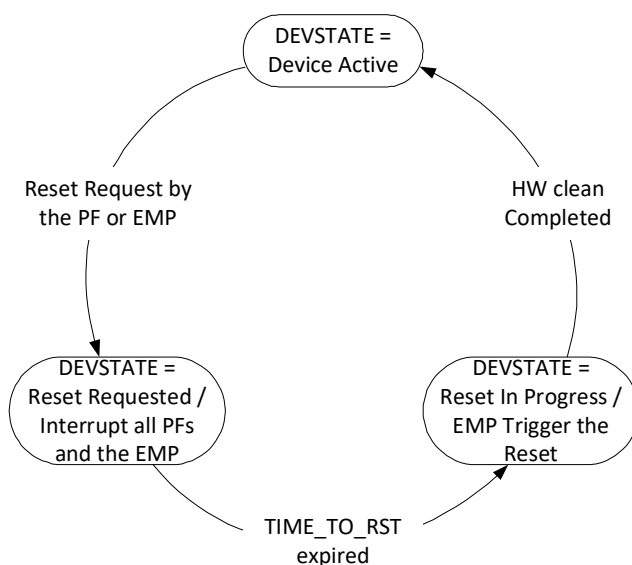 DEVSTATE =
Device Active
Reset Request by
the PF or EMP
HW clean
Completed
DEVSTATE =
Reset Requested /
Interrupt all PFs
and the EMP
DEVSTATE =
Reset In Progress /
EMP Trigger the
Reset
TIME_TO_RST
expired